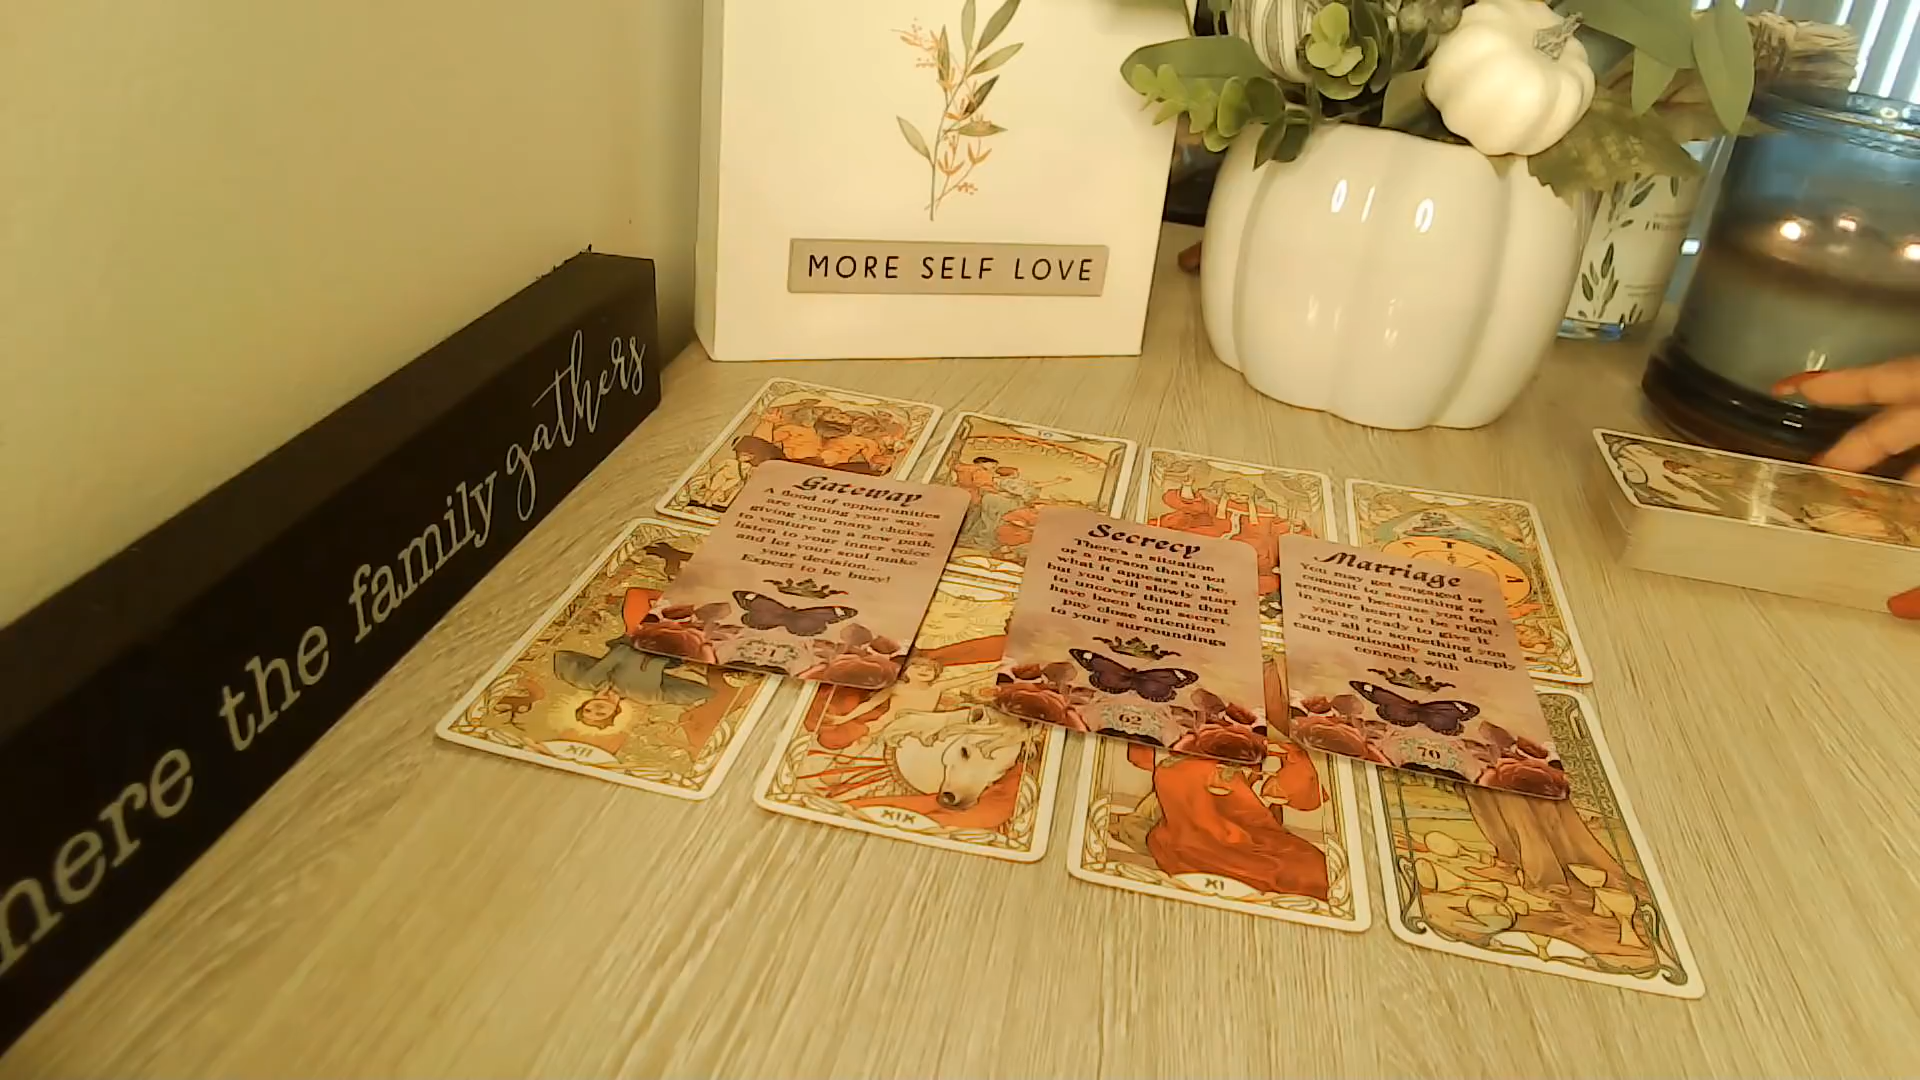 MORE SELF LOVE
here the family gathers
Gateway
A flood of opportunities
are coming your way,
giving you many choices
to venture on a new path.
listen to your inner voice
and let your soul make
your decision...
Expect to be busy!
21
Secrecy
There's a situation
or a person that's not
what it appears to be,
but you will slowly start
to uncover things that
have been kept secret,
pay close attention
to your surroundings
62
Marriage
You may get engaged or
commit to something or
someone because you feel
in your heart to be right,
you're ready to give it
your all to something you
can emotionally and deeply
connect with
70
XII
XIX
XI